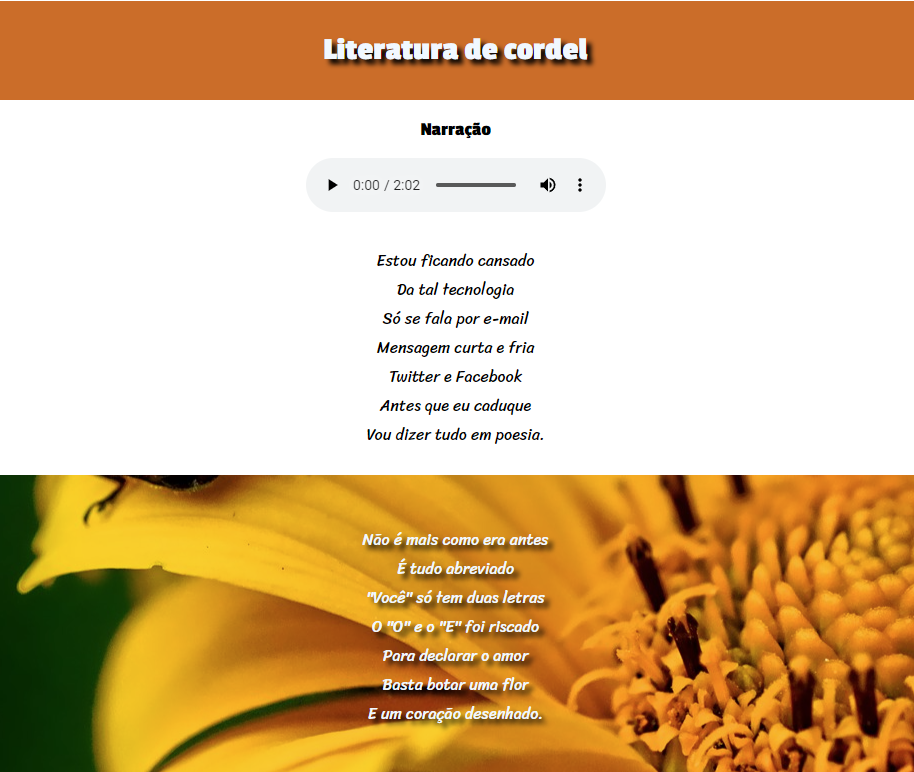 Literatura de cordel
Narração
0:00 / 2:02
Estou ficando cansado
Da tal tecnologia
Só se fala por e-mail
Mensagem curta e fria
Twitter e Facebook
Antes que eu caduque
Vou dizer tudo em poesia.
Não é mais como era antes
É tudo abreviado
"Você" só tem duas letras
O "O" e o "E" foi riscado
Para declarar o amor
Basta botar uma flor
E um coração desenhado.